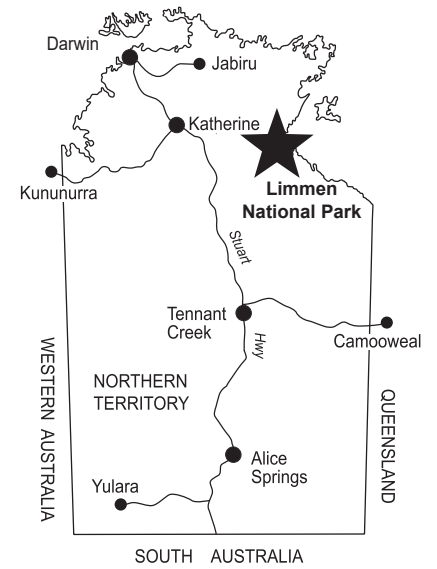 Darwin
Jabiru
Katherine
Kununurra
Limmen
National Park
Stuart
Tennant
Creek
Hwy
Camooweal
WESTERN AUSTRALIA
NORTHERN
TERRITORY
QUEENSLAND
Alice
Springs
Yulara
SOUTH AUSTRALIA